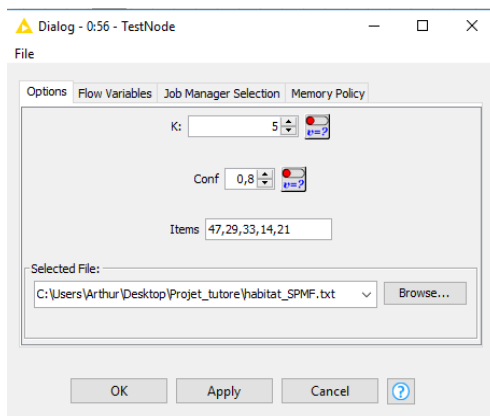 Dialog - 0:56 - TestNode
File
Options Flow Variables Job Manager Selection Memory Policy
K: 5 v=?
Conf 0,8 v=?
Items 47,29,33,14,21
Selected File:
C:\Users\Arthur\Desktop\Projet_tutore\habitat_SPMF.txt Browse...
OK Apply Cancel ?